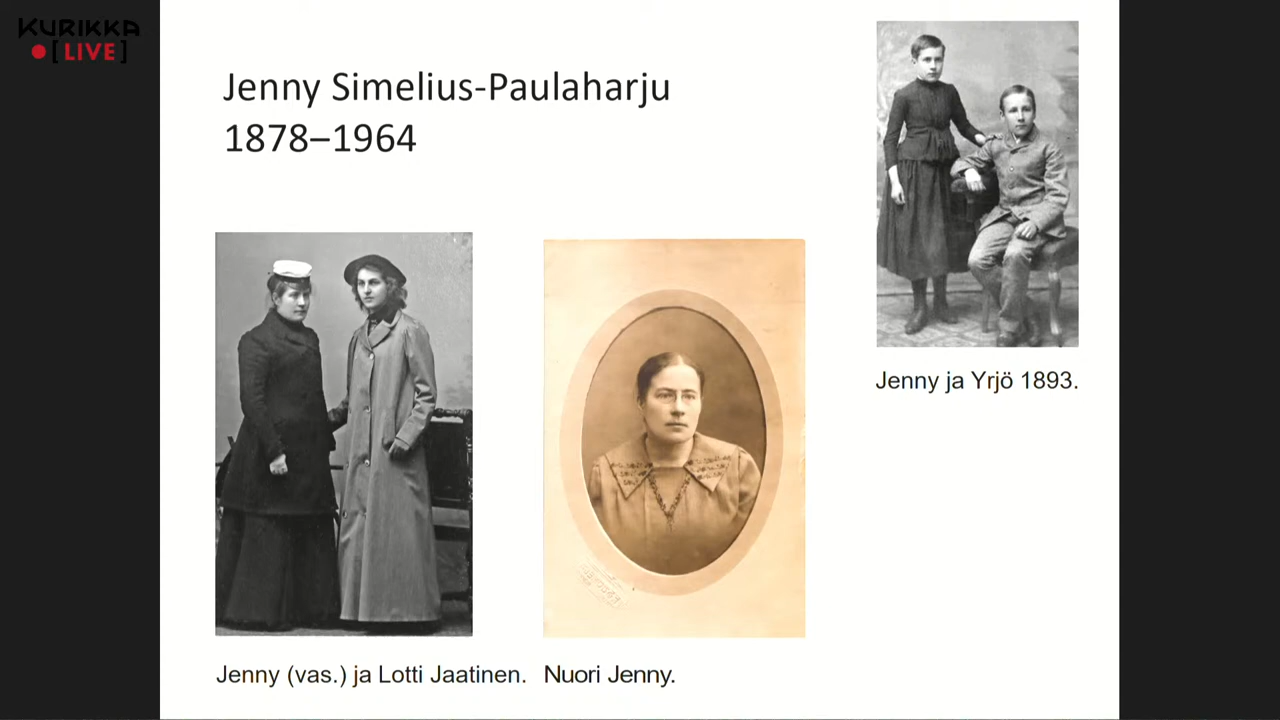 KURIKKA
[LIVE]
Jenny Simelius-Paulaharju
1878–1964
Jenny ja Yrjö 1893.
Jenny (vas.) ja Lotti Jaatinen.
Nuori Jenny.